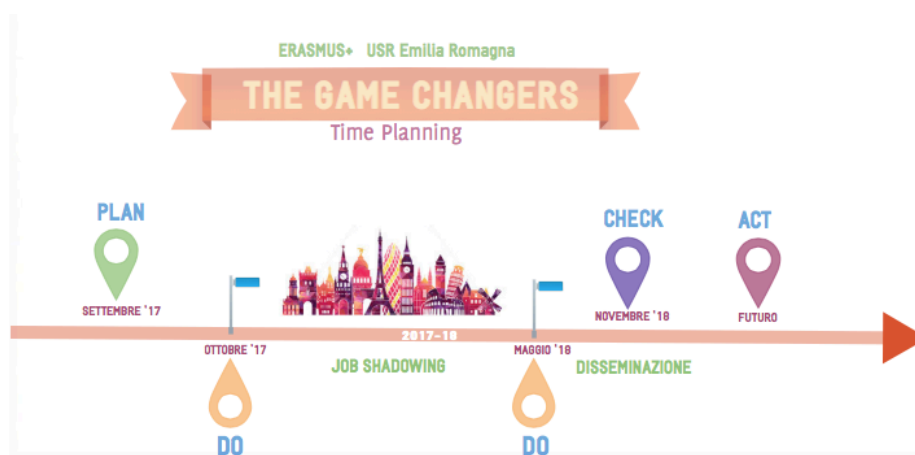 ERASMUS+ USR Emilia Romagna
THE GAME CHANGERS
Time Planning
PLAN
CHECK
ACT
SETTEMBRE '17
NOVEMBRE '18
FUTURO
2017-18
OTTOBRE '17
MAGGIO '18
JOB SHADOWING
DISSEMINAZIONE
DO
DO